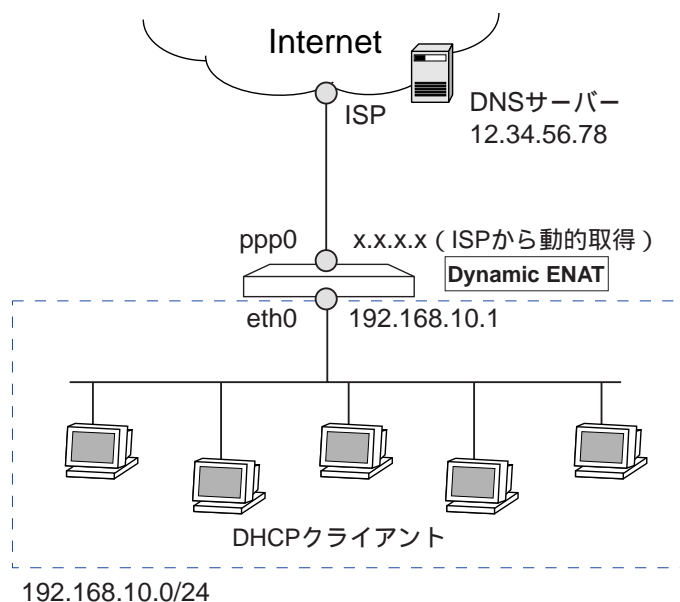 Internet
ISP
DNSサーバー
12.34.56.78
ppp0
x.x.x.x ( ISPから動的取得 )
Dynamic ENAT
eth0
192.168.10.1
DHCPクライアント
192.168.10.0/24